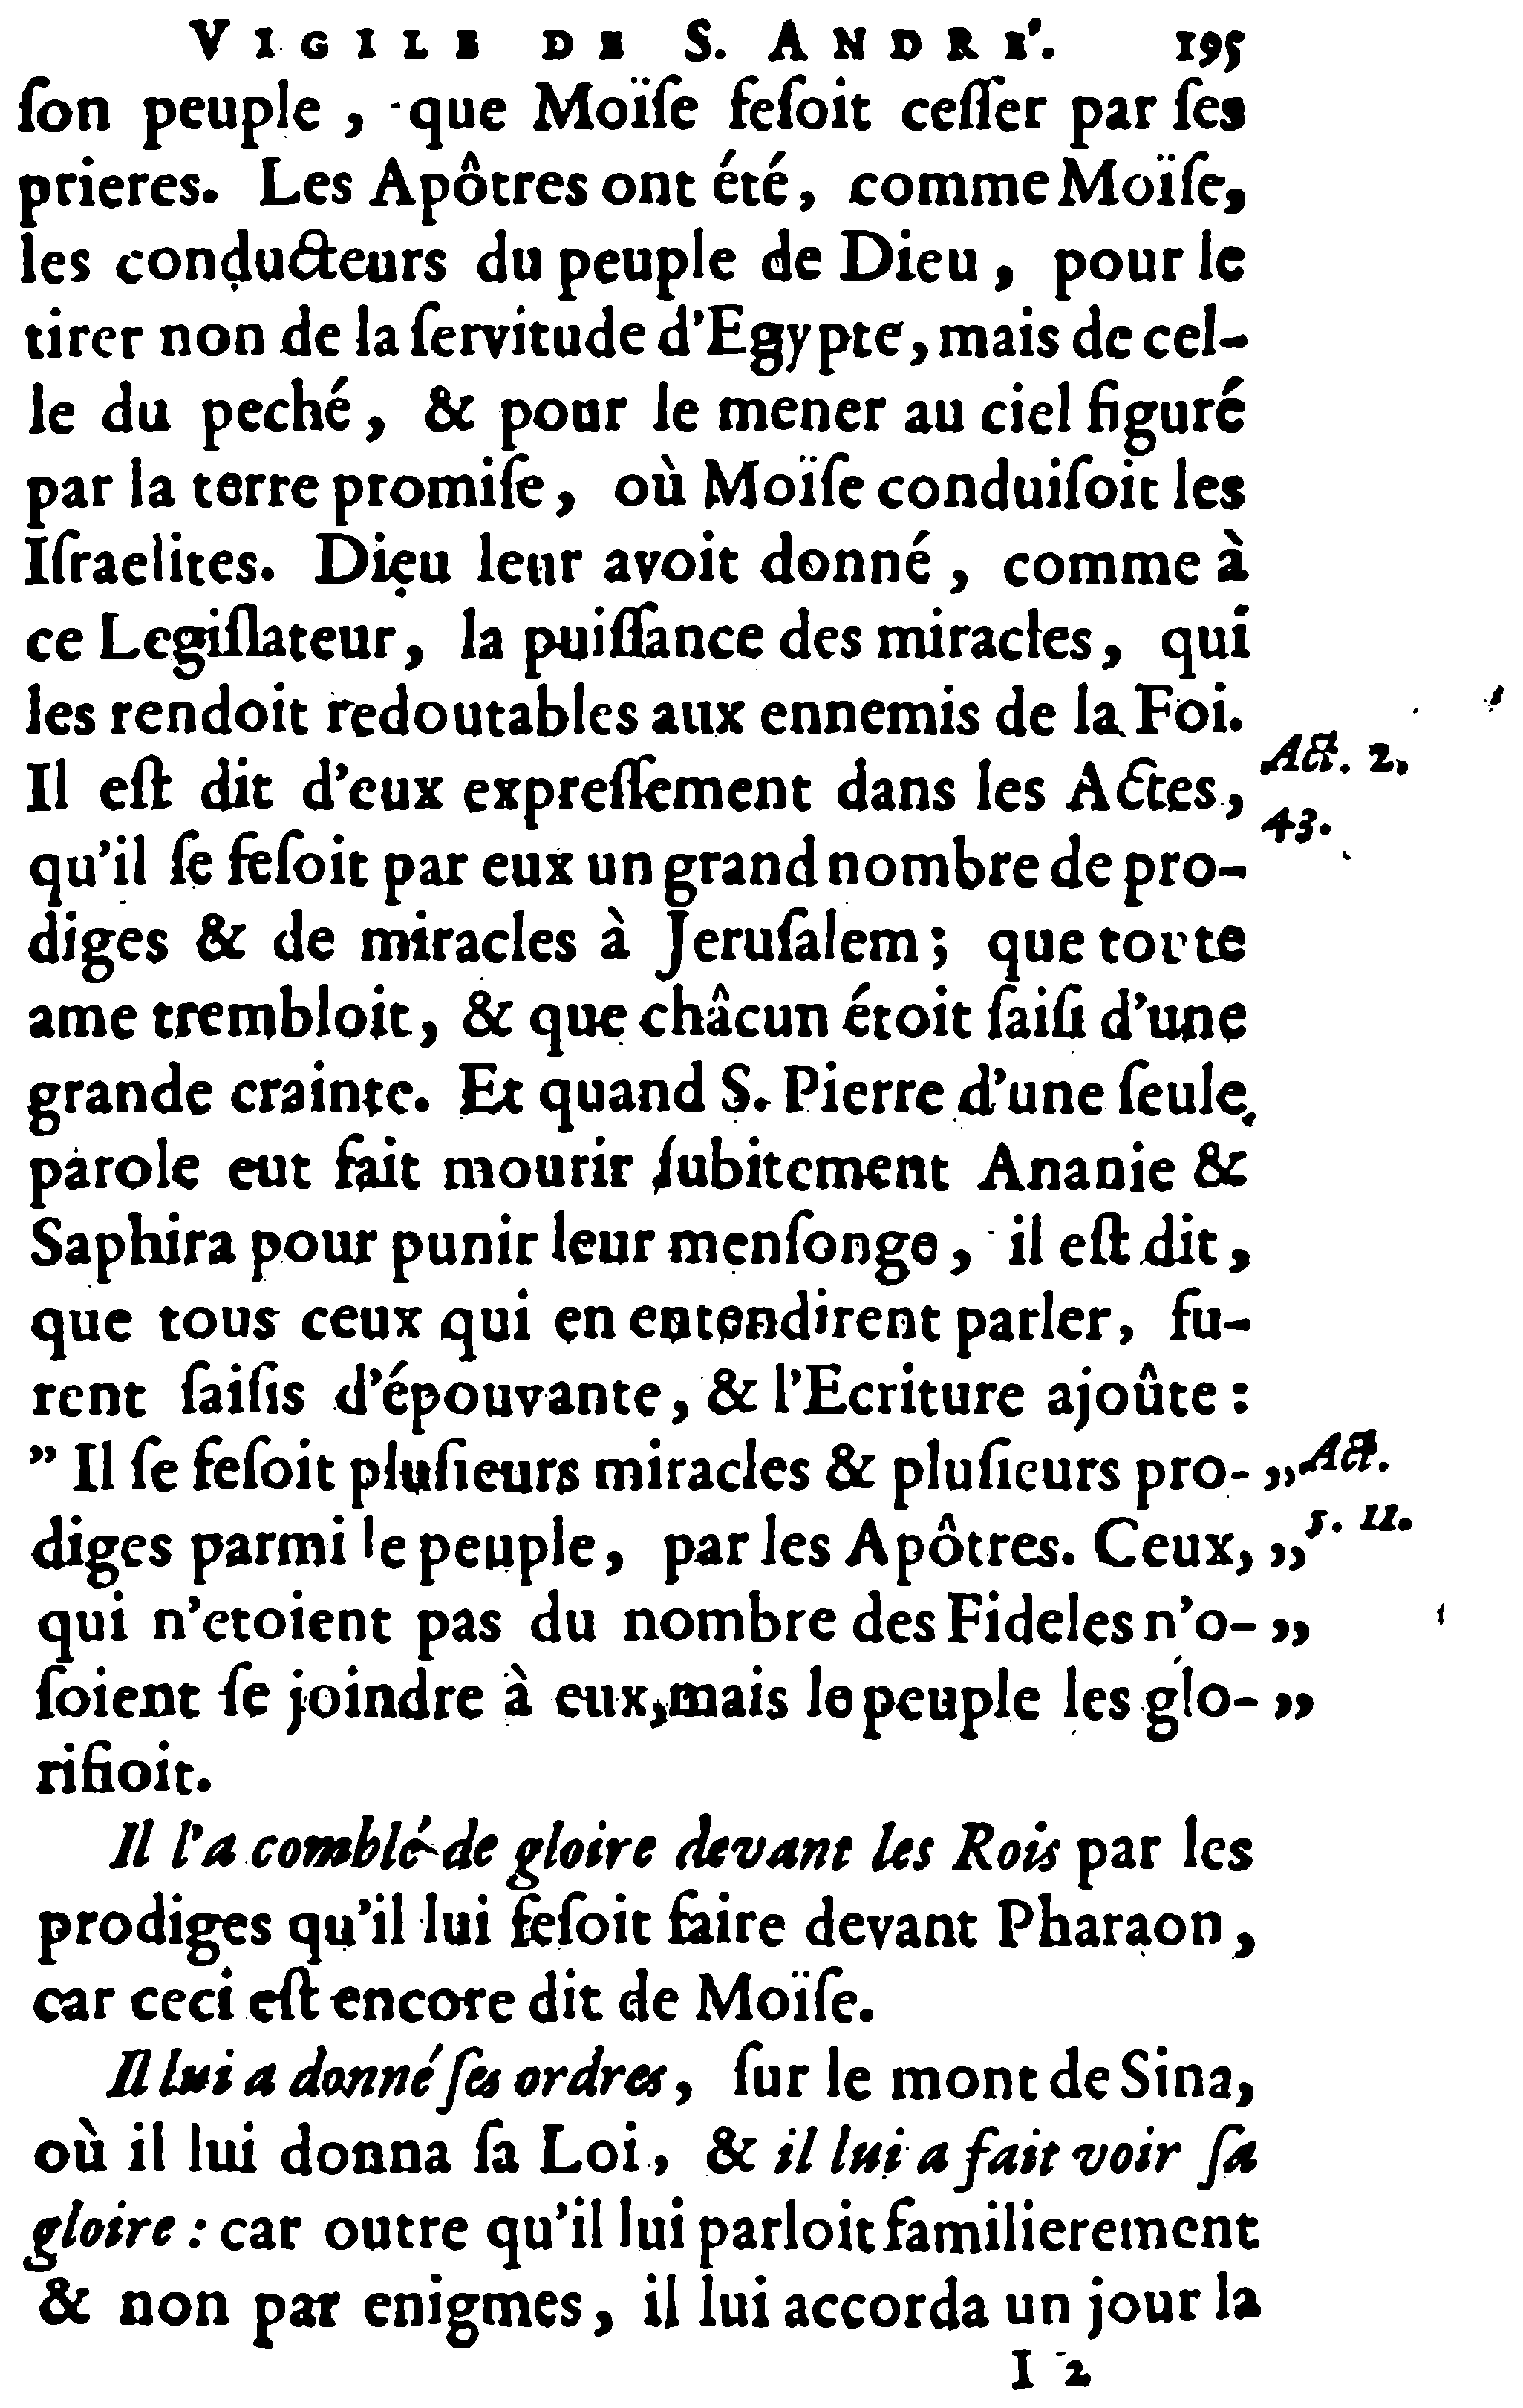 VIGILE DE S. ANDRE'. 195
ſon peuple, que Moïſe feſoit ceſſer par ſes
prieres. Les Apôtres ont été, comme Moïſe,
les conducteurs du peuple de Dieu, pour le
tirer non de la ſervitude d'Egypte, mais de cel-
le du peché, & pour le mener au ciel figuré
par la terre promiſe, où Moïſe conduiſoit les
Iſraelites. Dieu leur avoit donné, comme à
ce Legiſlateur, la puiſſance des miracles, qui
les rendoit redoutables aux ennemis de la Foi.
Il eſt dit d'eux expreſſement dans les Actes, Act. 2.
qu'il ſe feſoit par eux un grand nombre de pro- 43.
diges & de miracles à Jeruſalem; que toute
ame trembloit, & que châcun étoit ſaiſi d'une
grande crainte. Et quand S. Pierre d'une ſeule
parole eut fait mourir ſubitement Ananie &
Saphira pour punir leur menſonge, il eſt dit,
que tous ceux qui en entendirent parler, fu-
rent ſaiſis d'épouvante, & l'Ecriture ajoûte:
” Il ſe feſoit pluſieurs miracles & pluſieurs pro- „ Act.
diges parmi le peuple, par les Apôtres. Ceux, „ 5. 11.
qui n'etoient pas du nombre des Fideles n'o- „
ſoient ſe joindre à eux, mais le peuple les glo- „
rifioit.
Il l'a comblé de gloire devant les Rois par les
prodiges qu'il lui feſoit faire devant Pharaon,
car ceci eſt encore dit de Moïſe.
Il lui a donné ſes ordres, ſur le mont de Sina,
où il lui donna ſa Loi, & il lui a fait voir ſa
gloire: car outre qu'il lui parloit familierement
& non par enigmes, il lui accorda un jour la
I 2